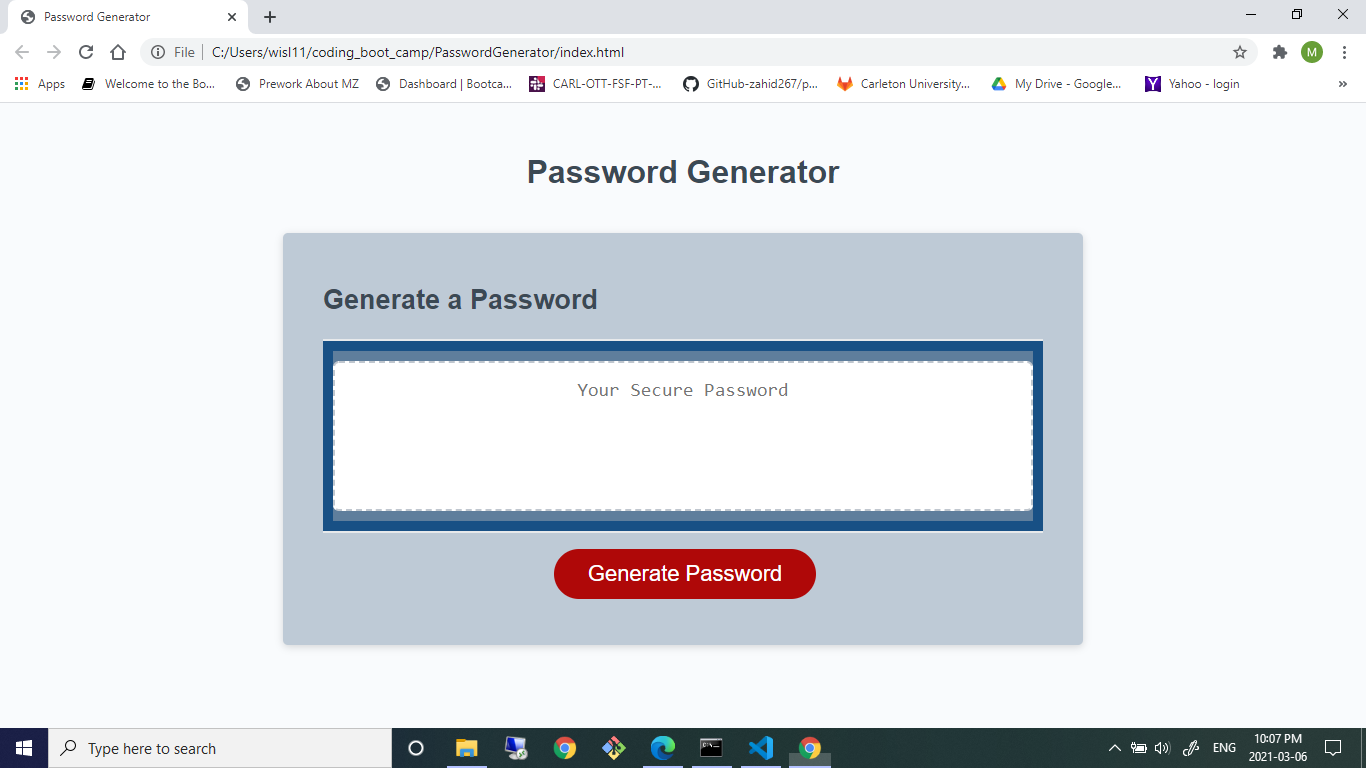 Password Generator
File
C:/Users/wisl11/coding_boot_camp/PasswordGenerator/index.html
M
Apps
Welcome to the Bo...
Prework About MZ
Dashboard | Bootca...
CARL-OTT-FSF-PT-...
GitHub-zahid267/p...
Carleton University...
My Drive - Google...
Yahoo - login
Password Generator
Generate a Password
Your Secure Password
Generate Password
Type here to search
ENG
10:07 PM
2021-03-06